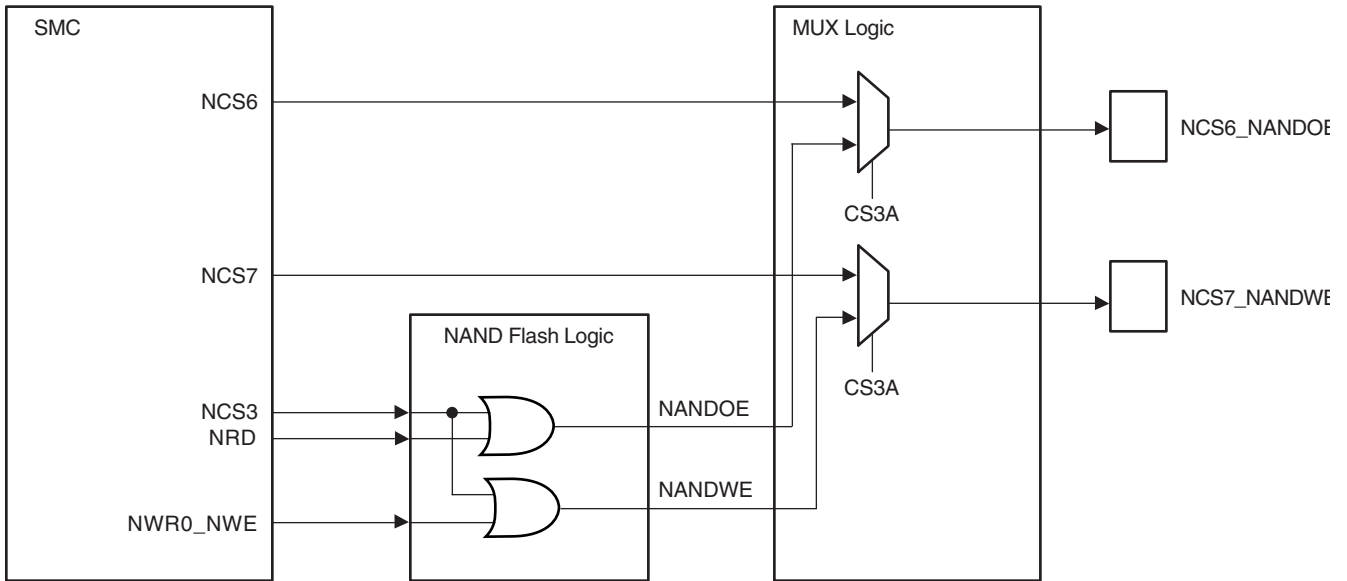 SMC
MUX Logic
NCS6
NCS6_NANDOE
CS3A
NCS7
NCS7_NANDWE
NAND Flash Logic
CS3A
NCS3
NANDOE
NRD
NANDWE
NWR0_NWE